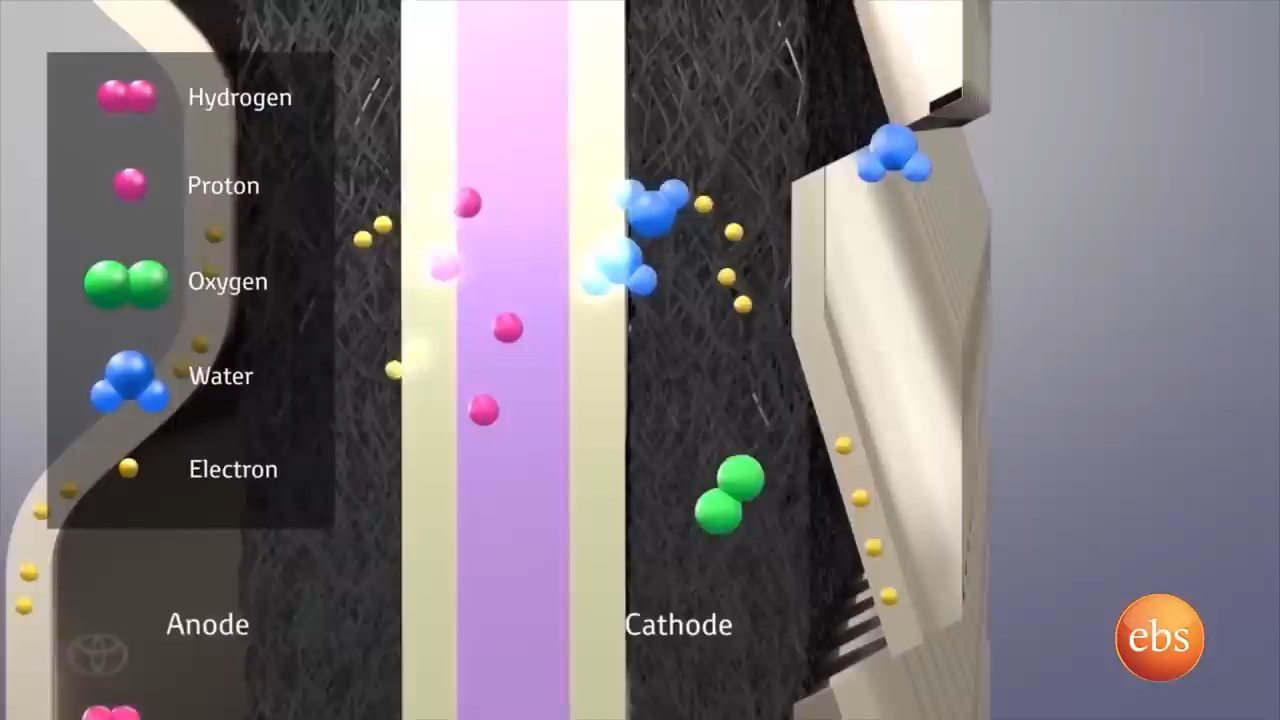 Hydrogen
Proton
Oxygen
Water
Electron
Anode
Cathode
ebs